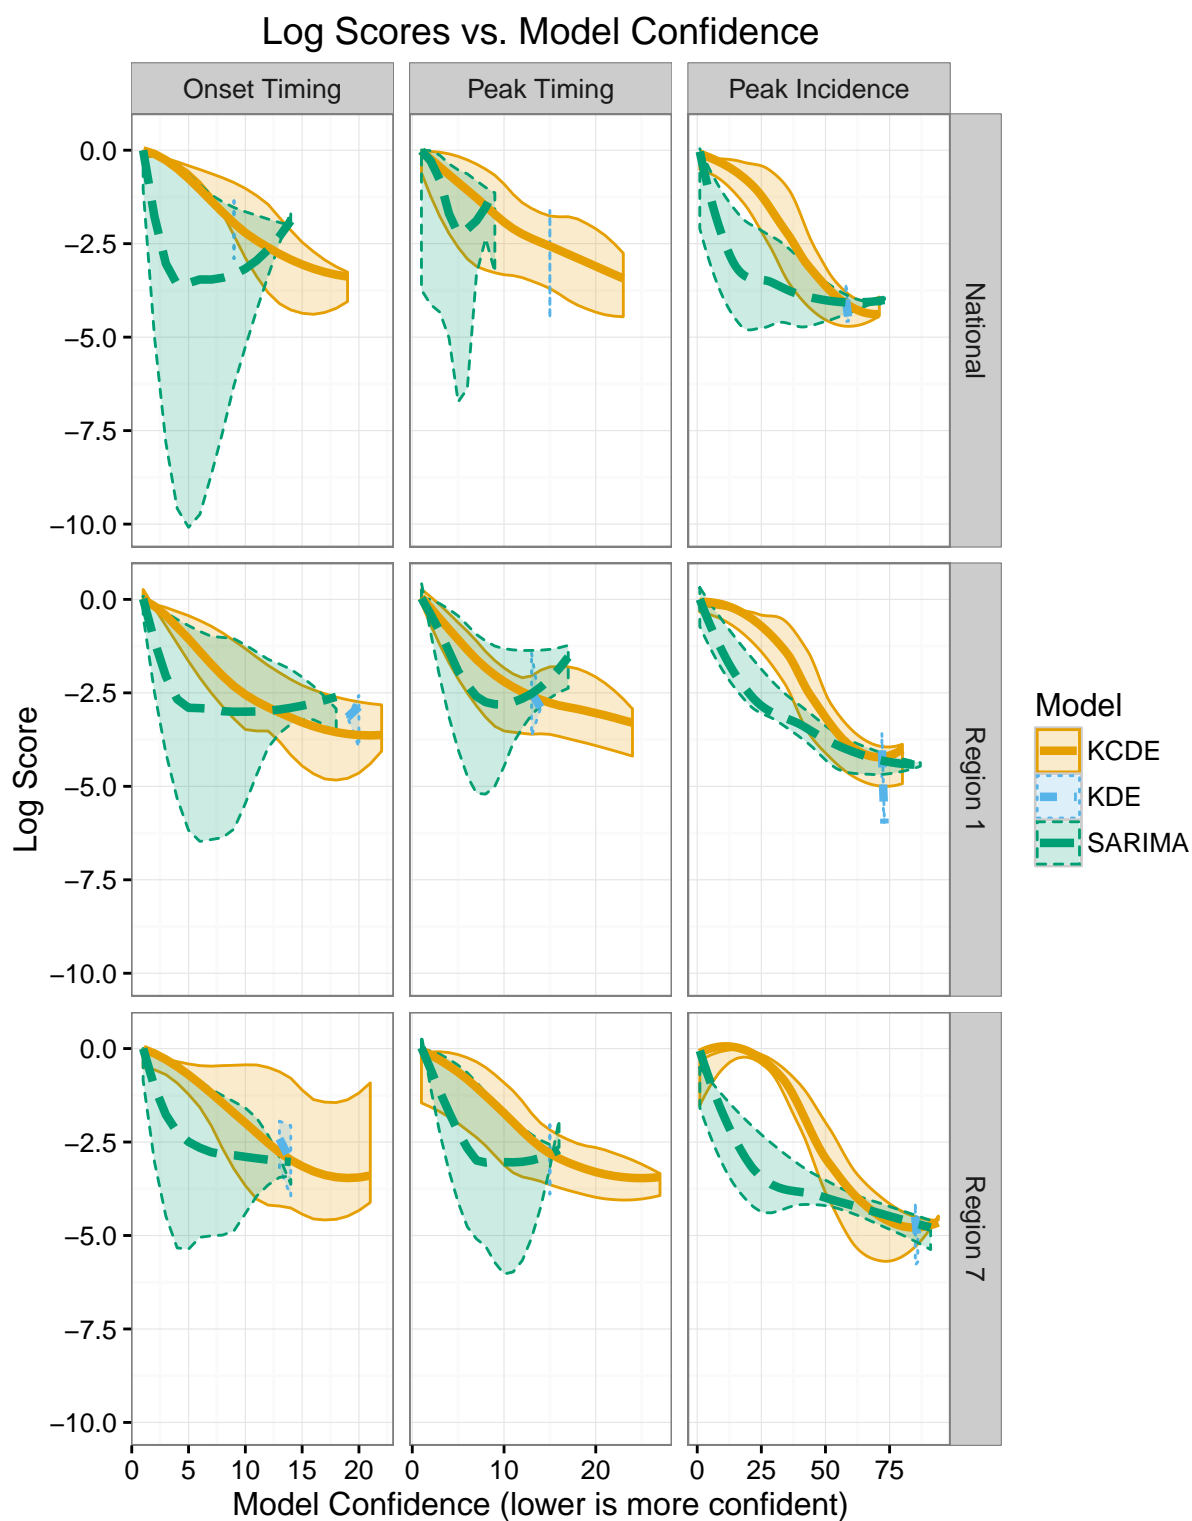 Log Scores vs. Model Confidence
Onset Timing
Peak Timing
Peak Incidence
0.0
−2.5
−5.0
−7.5
−10.0
National
0.0
−2.5
−5.0
−7.5
−10.0
Region 1
0.0
−2.5
−5.0
−7.5
−10.0
Region 7
Log Score
0 5 10 15 20
0 10 20
0 25 50 75
Model Confidence (lower is more confident)
Model
KCDE
KDE
SARIMA